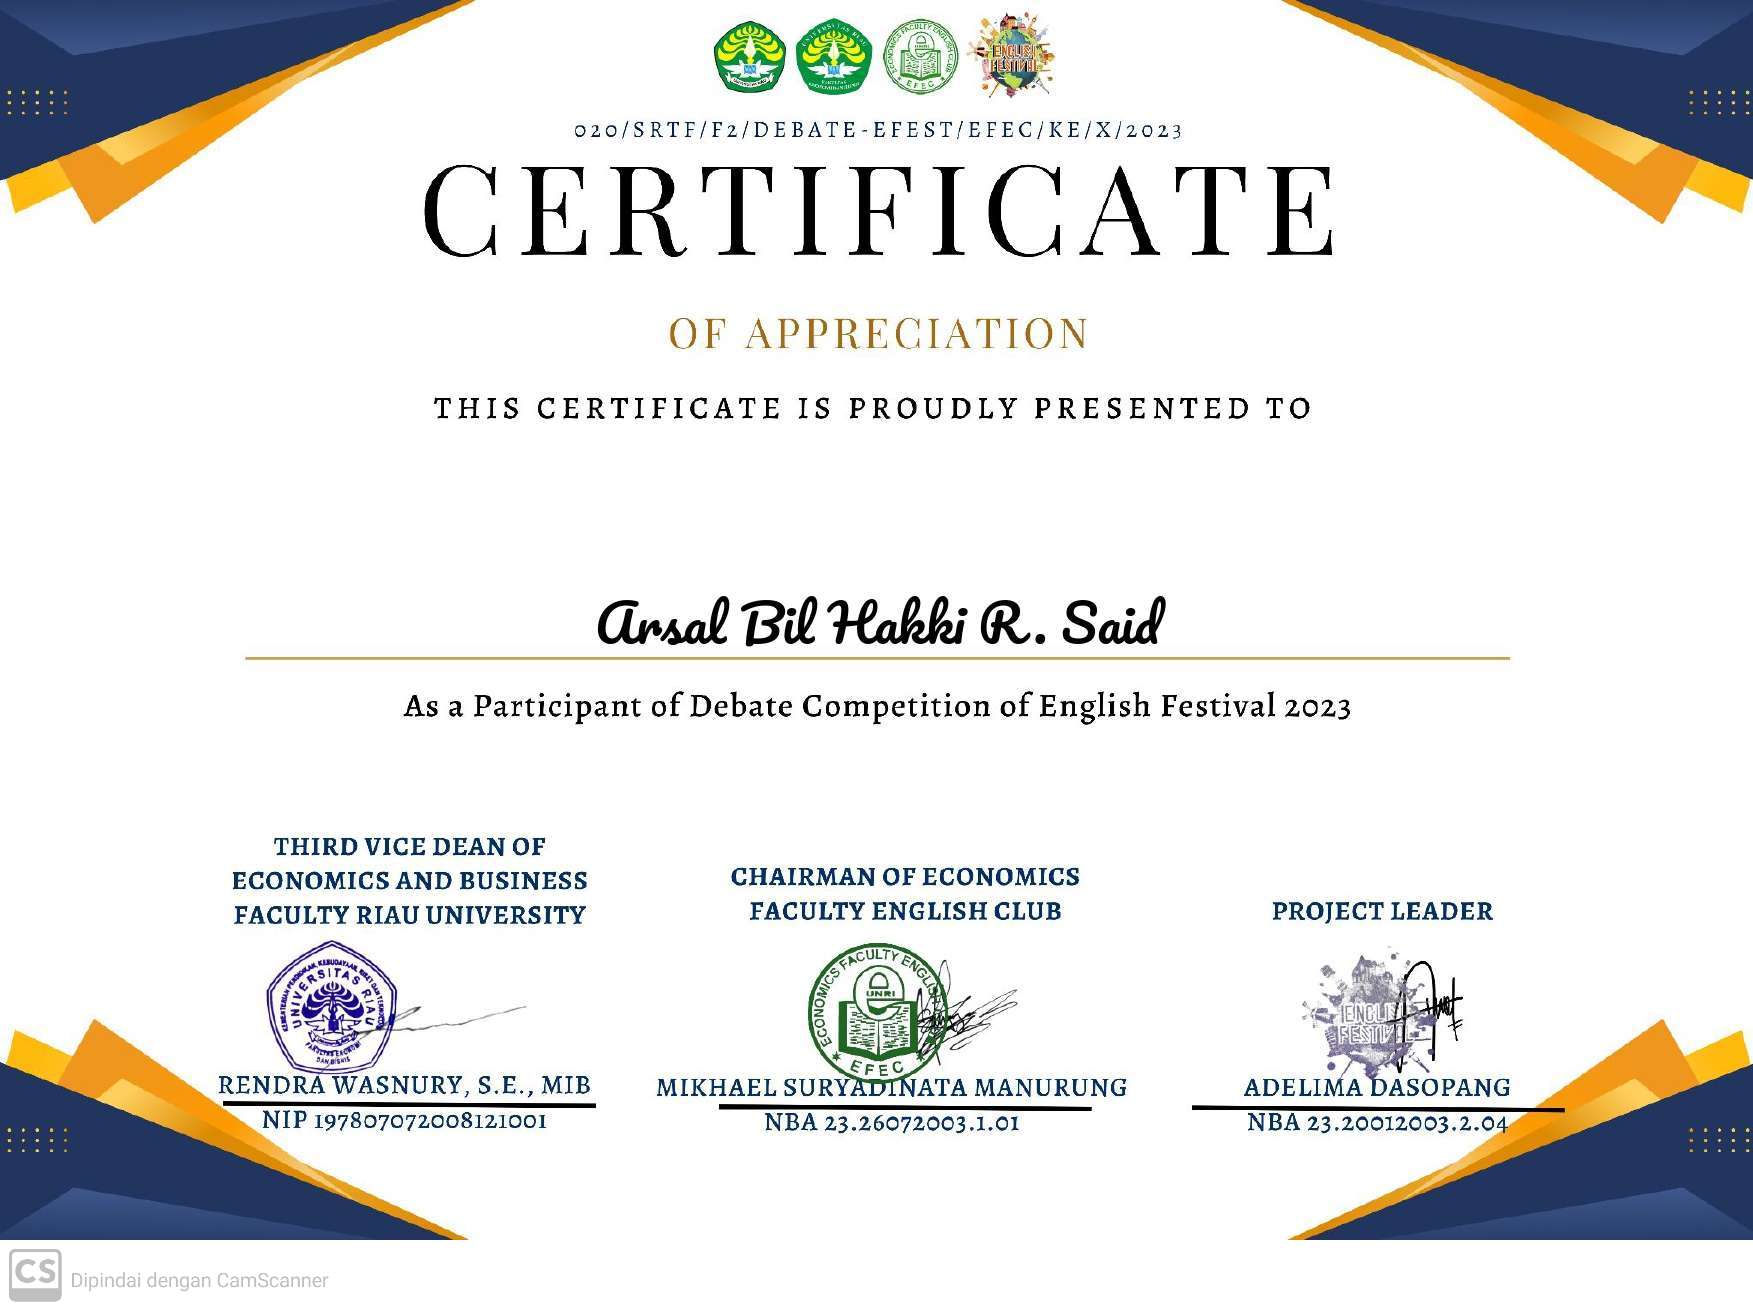 020/SRTF/F2/DEBATE-EFEST/EFEC/KE/X/2023
CERTIFICATE
OF APPRECIATION
THIS CERTIFICATE IS PROUDLY PRESENTED TO
Arsal Bil Hakki R. Said
As a Participant of Debate Competition of English Festival 2023
THIRD VICE DEAN OF
ECONOMICS AND BUSINESS
FACULTY RIAU UNIVERSITY
UNIVERSITAS RIAU
RENDRA WASNURY, S.E., MIB
NIP 197807072008121001
CHAIRMAN OF ECONOMICS
FACULTY ENGLISH CLUB
ECONOMICS FACULTY ENGLISH
UNRI
EFEC
MIKHAEL SURYADINATA MANURUNG
NBA 23.26072003.1.01
PROJECT LEADER
ADELIMA DASOPANG
NBA 23.20012003.2.04
CS Dipindai dengan CamScanner